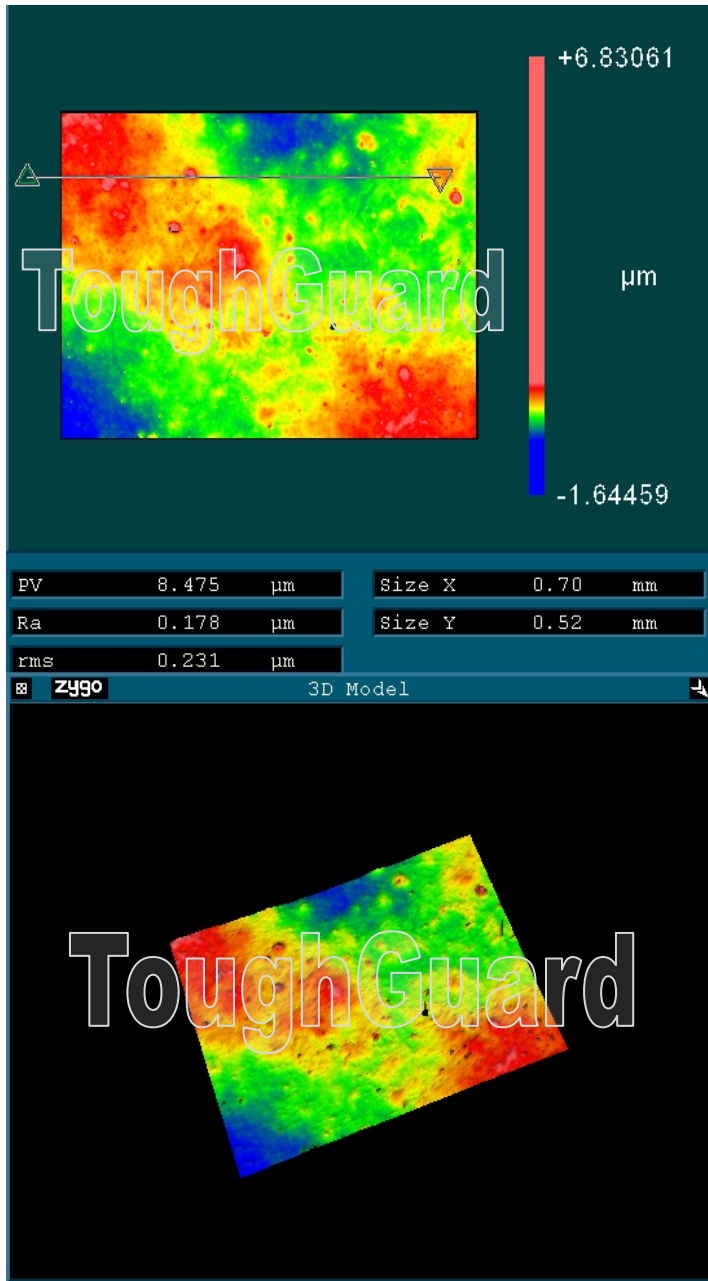 +6.83061
µm
-1.64459
ToughGuard
PV 8.475 µm
Size X 0.70 mm
Ra 0.178 µm
Size Y 0.52 mm
rms 0.231 µm
zygo 3D Model
ToughGuard